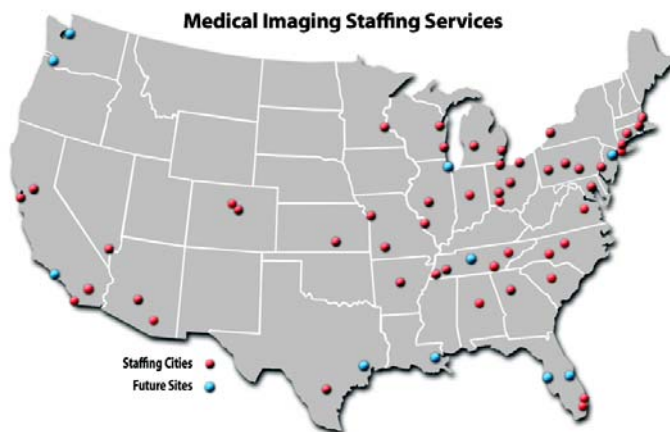 Medical Imaging Staffing Services
Staffing Cities
Future Sites